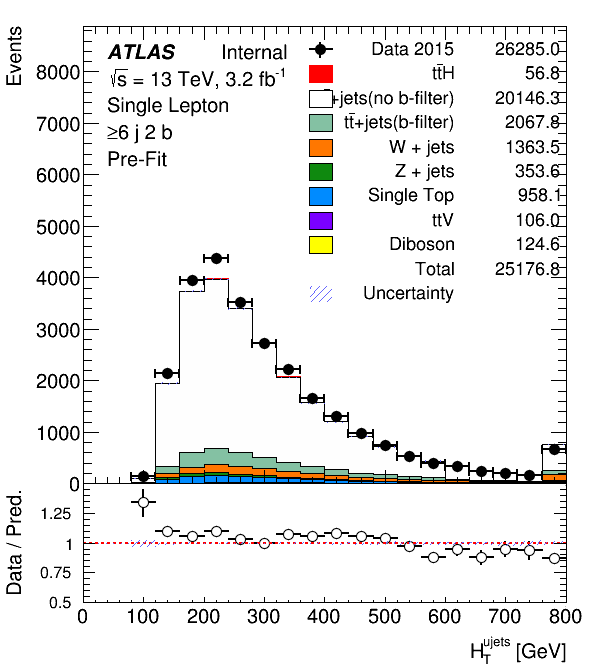 Events
8000
7000
6000
5000
4000
3000
2000
1000
0
ATLAS Internal
√s = 13 TeV, 3.2 fb⁻¹
Single Lepton
≥6 j 2 b
Pre-Fit
Data 2015 26285.0
tt̄H 56.8
+jets(no b-filter) 20146.3
tt̄+jets(b-filter) 2067.8
W + jets 1363.5
Z + jets 353.6
Single Top 958.1
ttV 106.0
Diboson 124.6
Total 25176.8
Uncertainty
Data / Pred.
1.25
1
0.75
0.5
0 100 200 300 400 500 600 700 800
H_T^ujets [GeV]